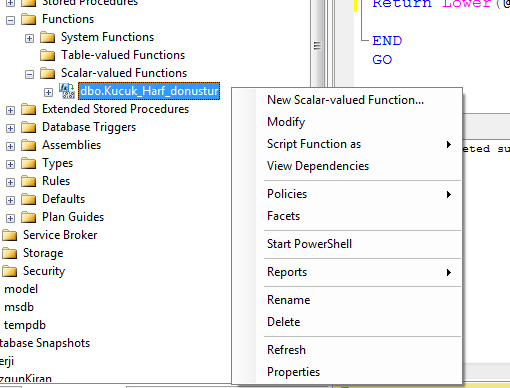 Stored Procedures
Functions
System Functions
Table-valued Functions
Scalar-valued Functions
dbo.Kucuk_Harf_donustur
Extended Stored Procedures
Database Triggers
Assemblies
Types
Rules
Defaults
Plan Guides
Service Broker
Storage
Security
model
msdb
tempdb
tabase Snapshots
erji
zgunKiran
Return Lower(@
END
GO
eted su
New Scalar-valued Function...
Modify
Script Function as
View Dependencies
Policies
Facets
Start PowerShell
Reports
Rename
Delete
Refresh
Properties